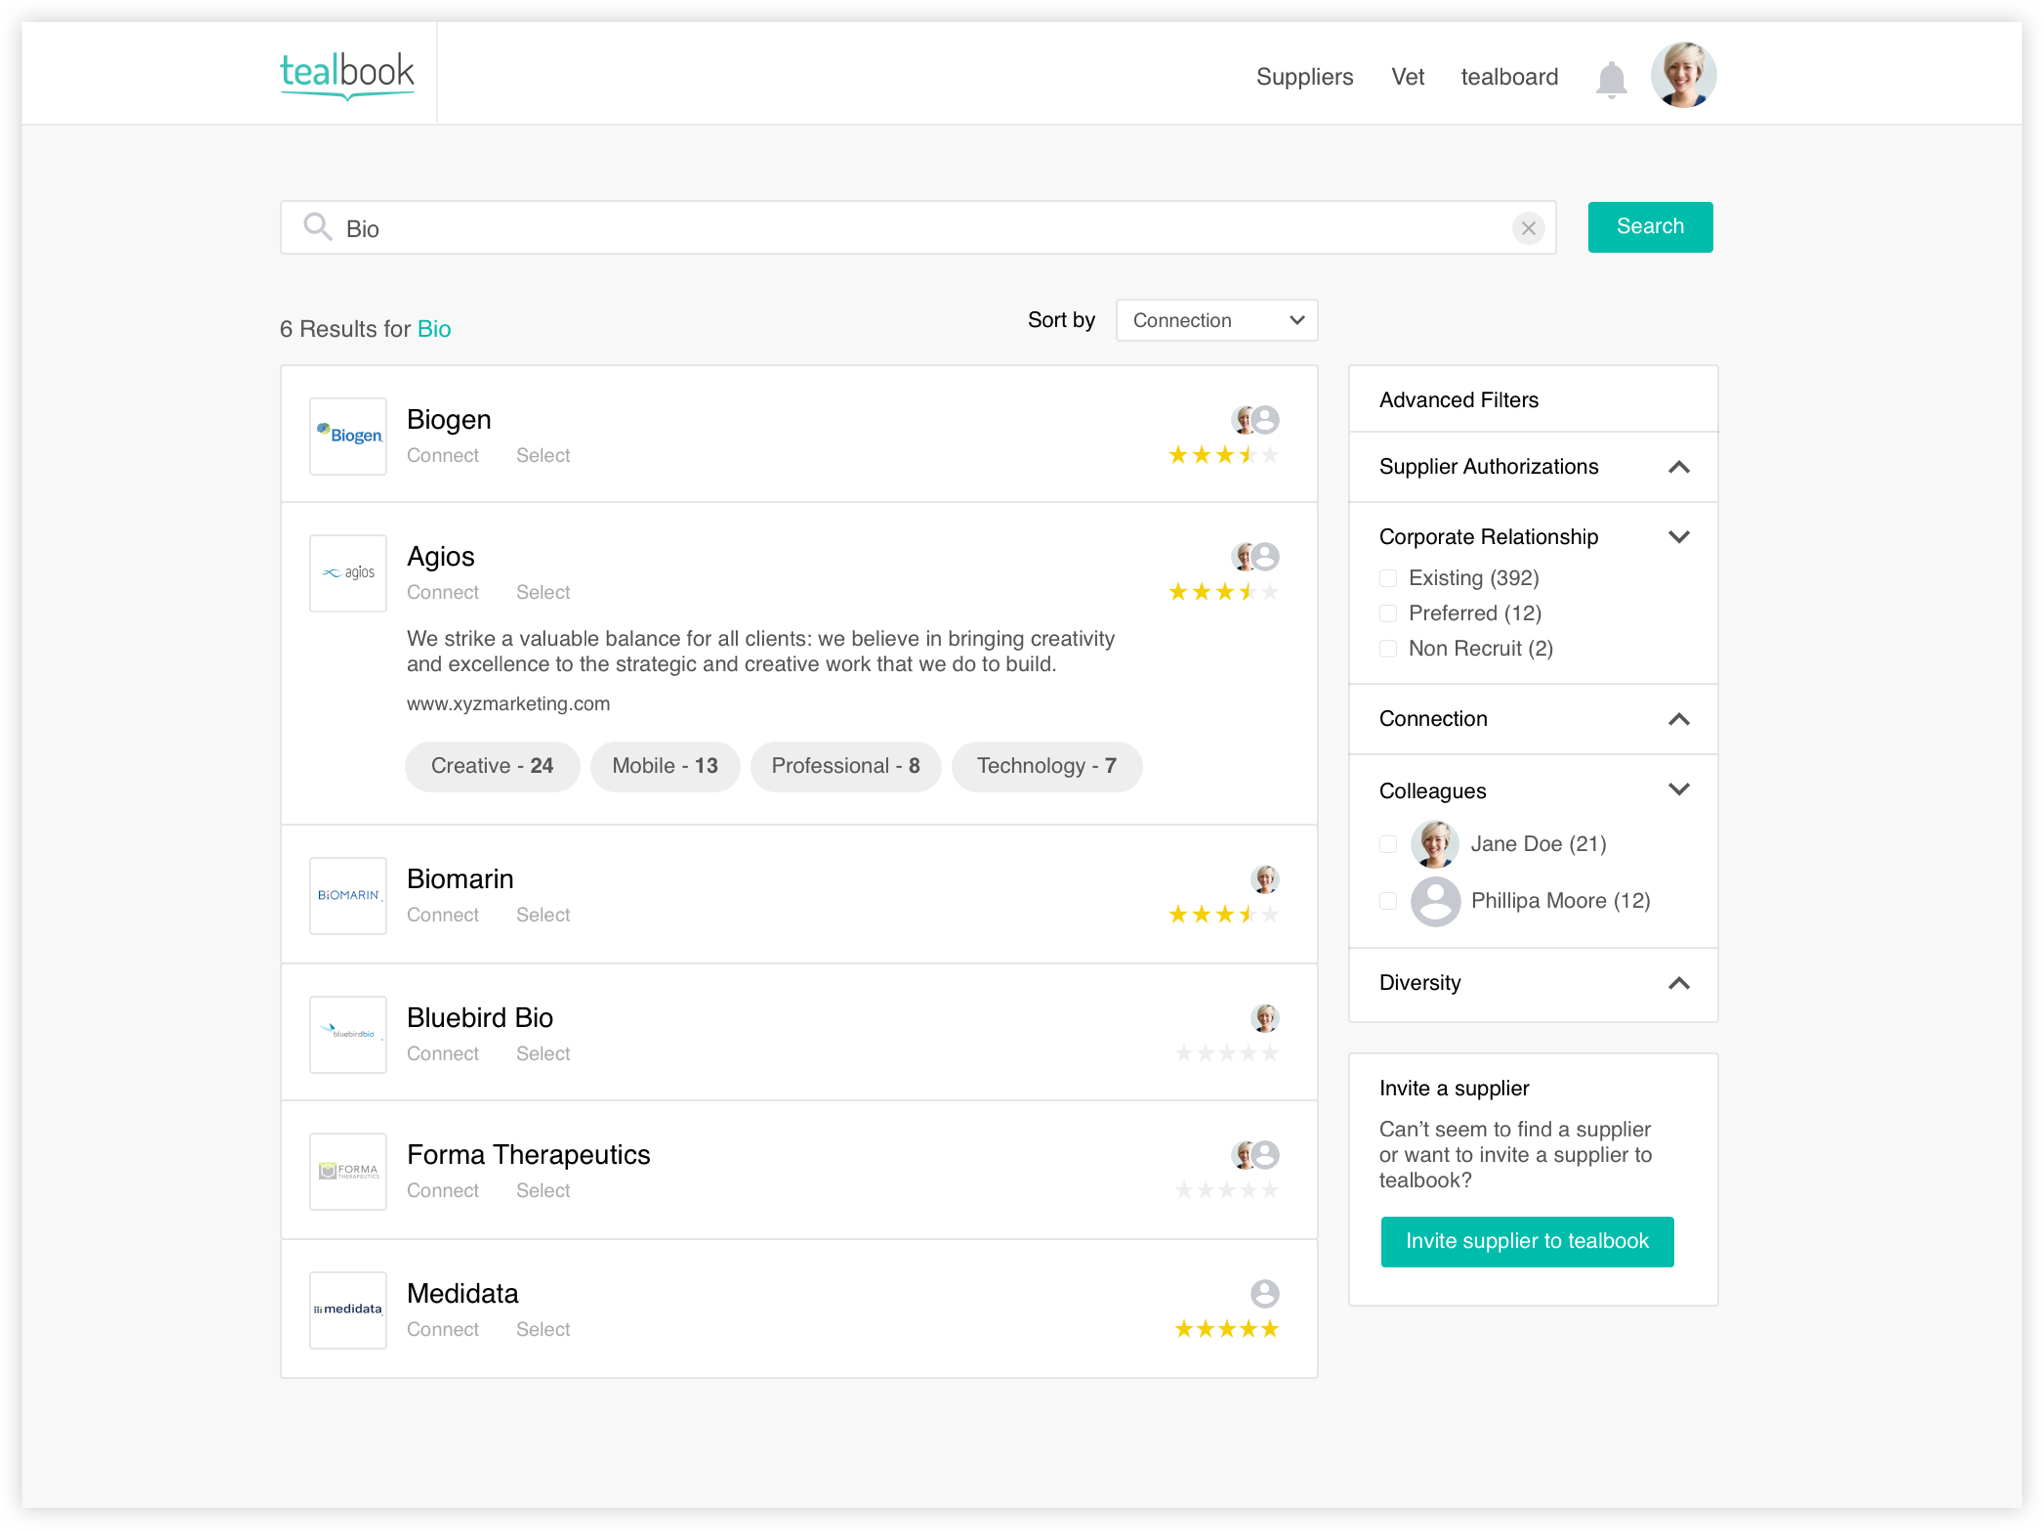 tealbook
Suppliers Vet tealboard
Bio
Search
6 Results for Bio
Sort by Connection
Biogen
Biogen
Connect Select
agios
Agios
Connect Select
We strike a valuable balance for all clients: we believe in bringing creativity
and excellence to the strategic and creative work that we do to build.
www.xyzmarketing.com
Creative - 24 Mobile - 13 Professional - 8 Technology - 7
BiOMARIN
Biomarin
Connect Select
bluebirdbio
Bluebird Bio
Connect Select
FORMA
THERAPEUTICS
Forma Therapeutics
Connect Select
medidata
Medidata
Connect Select
Advanced Filters
Supplier Authorizations
Corporate Relationship
Existing (392)
Preferred (12)
Non Recruit (2)
Connection
Colleagues
Jane Doe (21)
Phillipa Moore (12)
Diversity
Invite a supplier
Can’t seem to find a supplier
or want to invite a supplier to
tealbook?
Invite supplier to tealbook